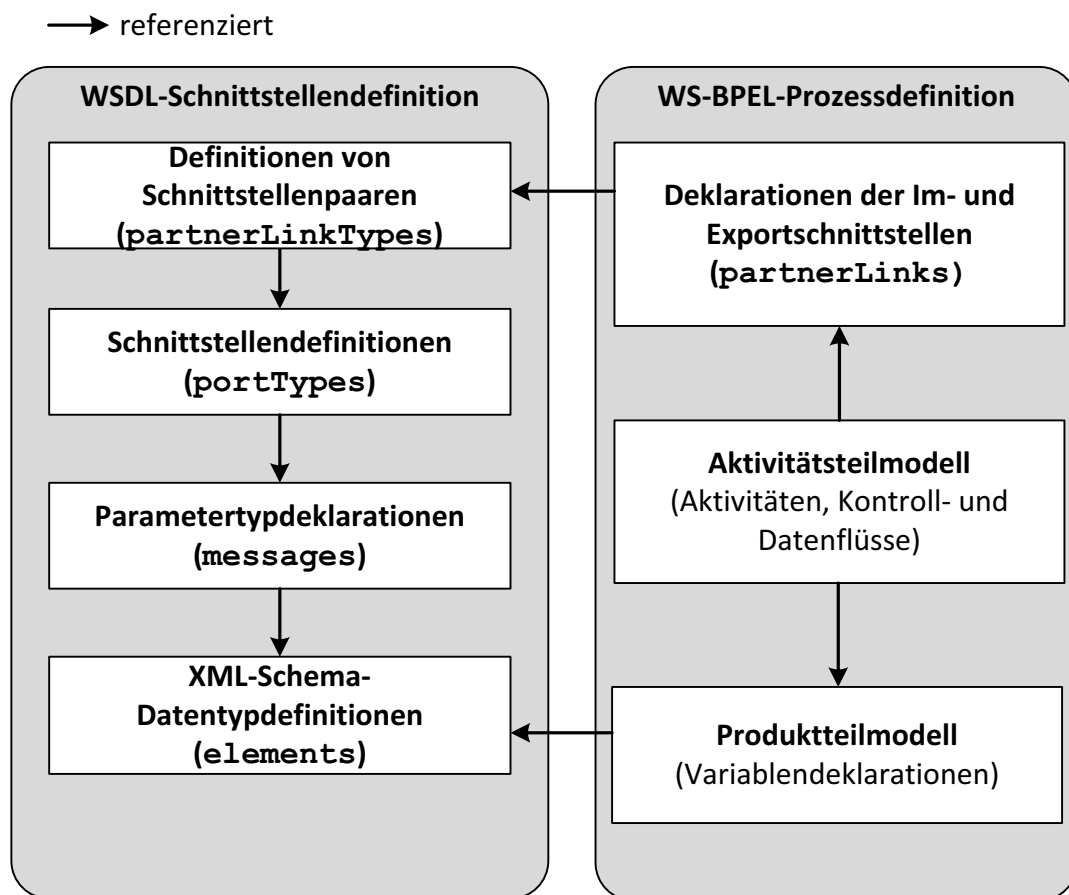 referenziert
WSDL-Schnittstellendefinition
Definitionen von
Schnittstellenpaaren
(partnerLinkTypes)
Schnittstellendefinitionen
(portTypes)
Parametertypdeklarationen
(messages)
XML-Schema-
Datentypdefinitionen
(elements)
WS-BPEL-Prozessdefinition
Deklarationen der Im- und
Exportschnittstellen
(partnerLinks)
Aktivitätsteilmodell
(Aktivitäten, Kontroll- und
Datenflüsse)
Produktteilmodell
(Variablendeklarationen)